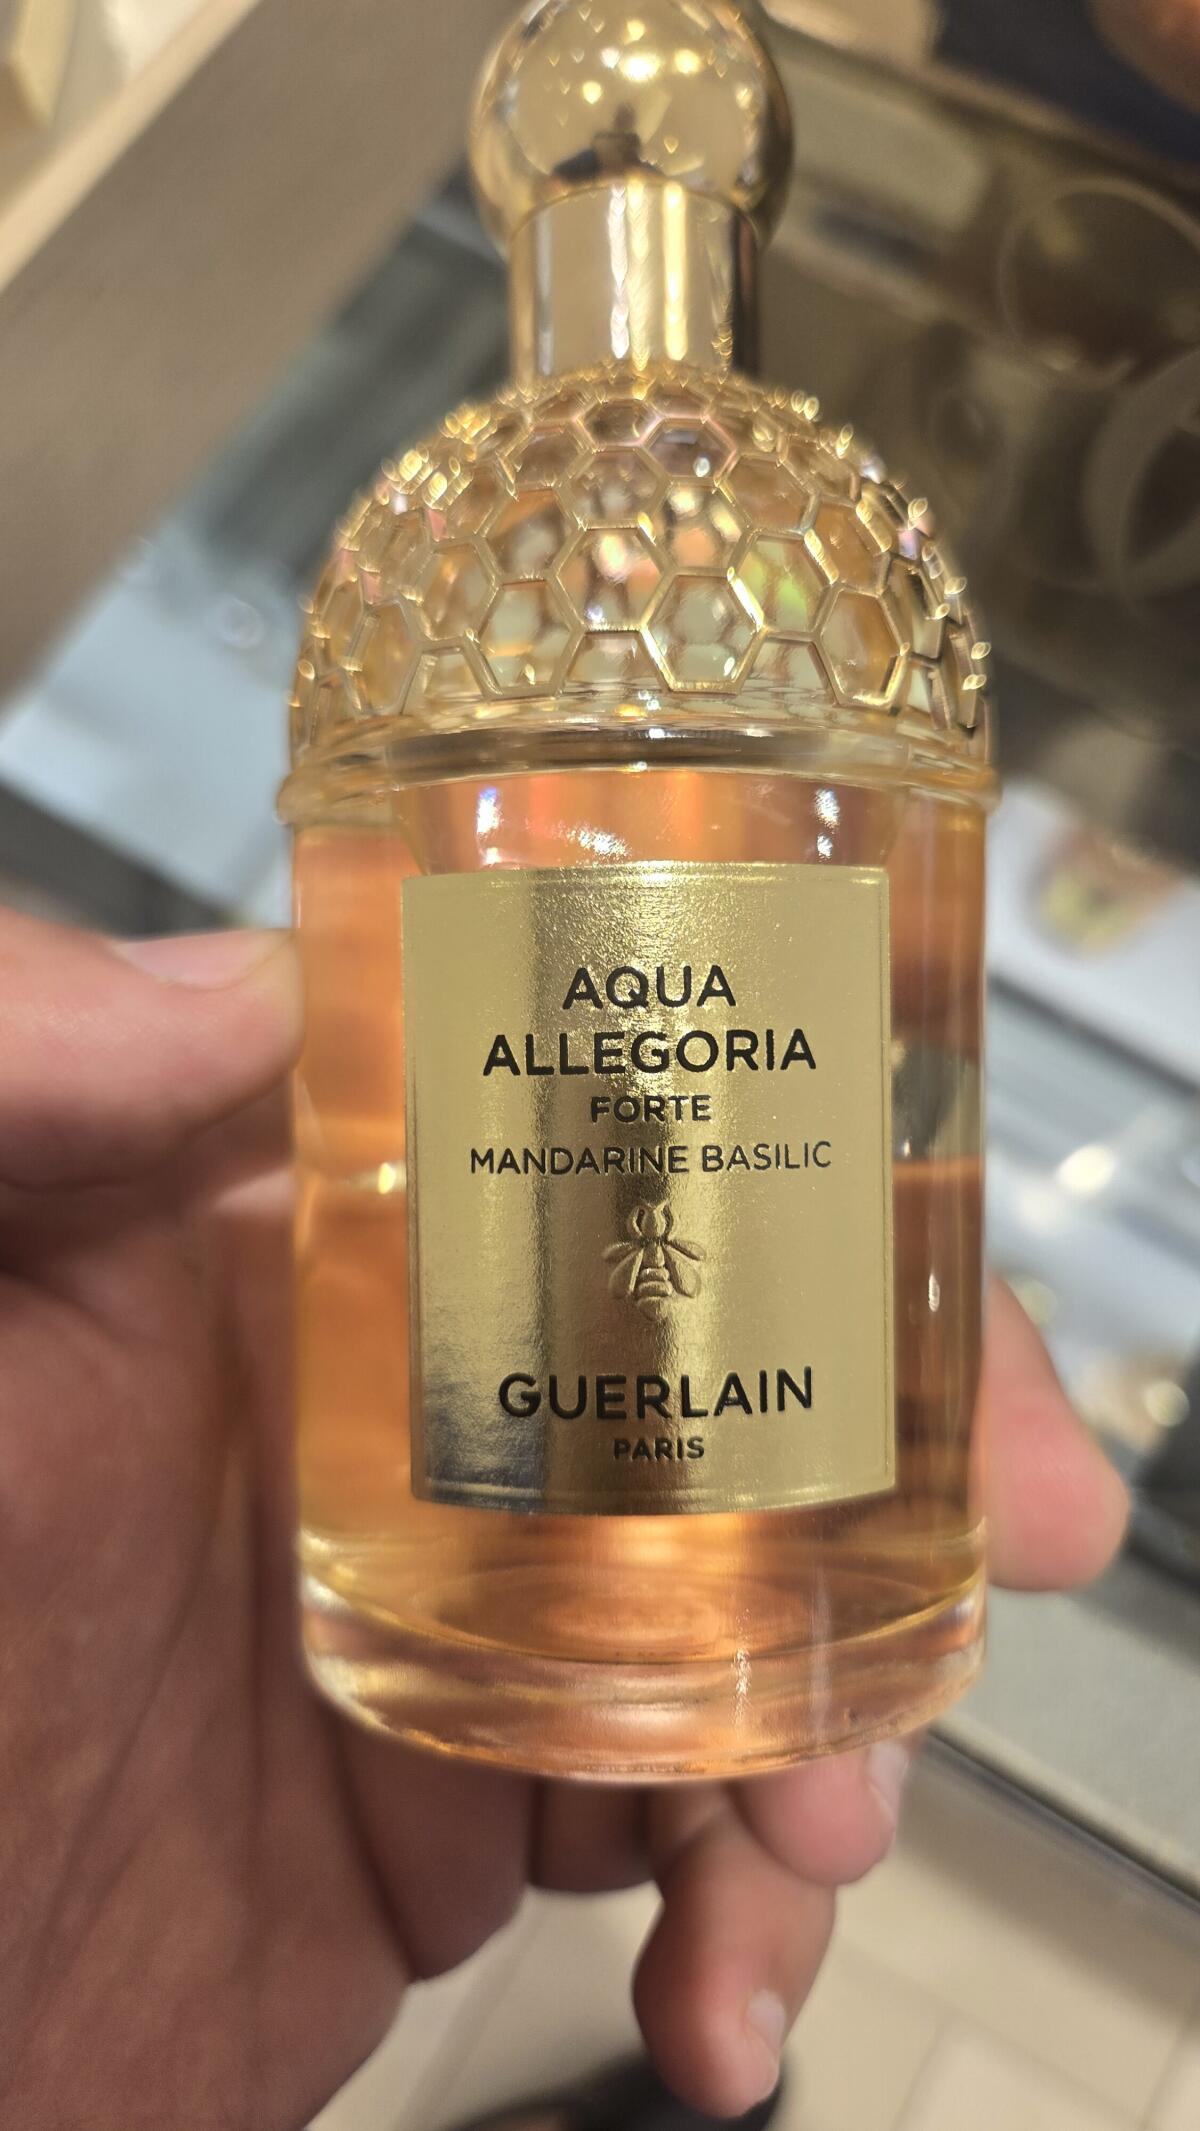 AQUA
ALLEGORIA
FORTE
MANDARINE BASILIC
GUERLAIN
PARIS